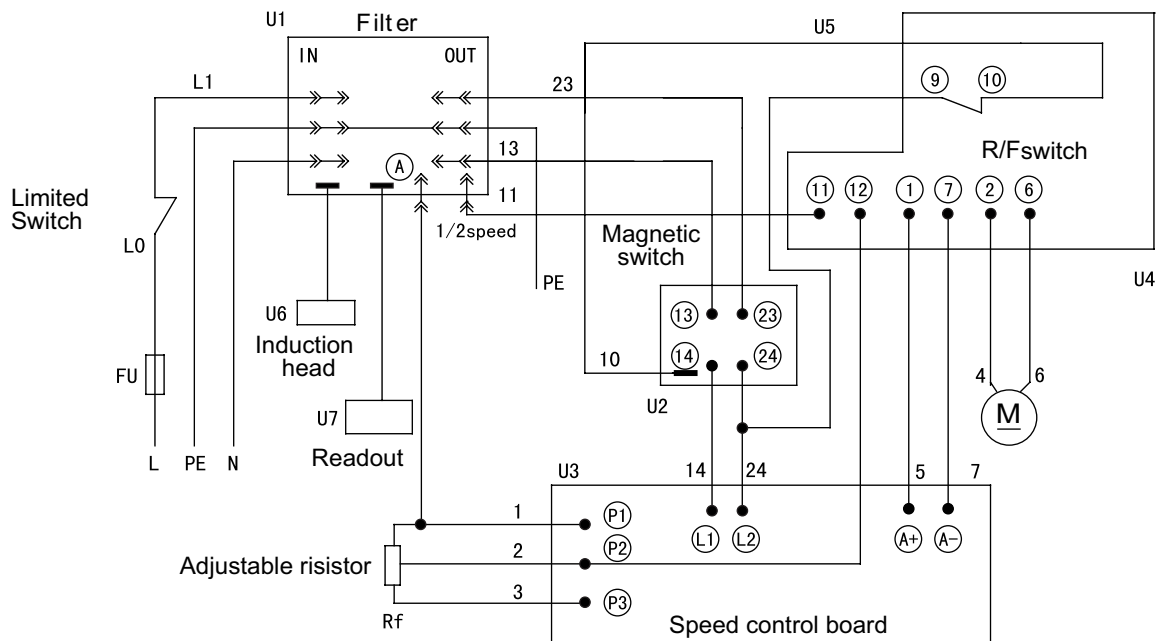 U1
Filter
IN
OUT
L1
23
13
11
A
1/2speed
PE
Limited
Switch
L0
FU
L
PE
N
U6
Induction
head
U7
Readout
U5
9
10
R/Fswitch
11
12
1
7
2
6
U4
Magnetic
switch
13
23
14
24
10
U2
4
6
M
U3
14
24
5
7
1
P1
L1
L2
A+
A-
2
P2
Adjustable risistor
3
P3
Rf
Speed control board